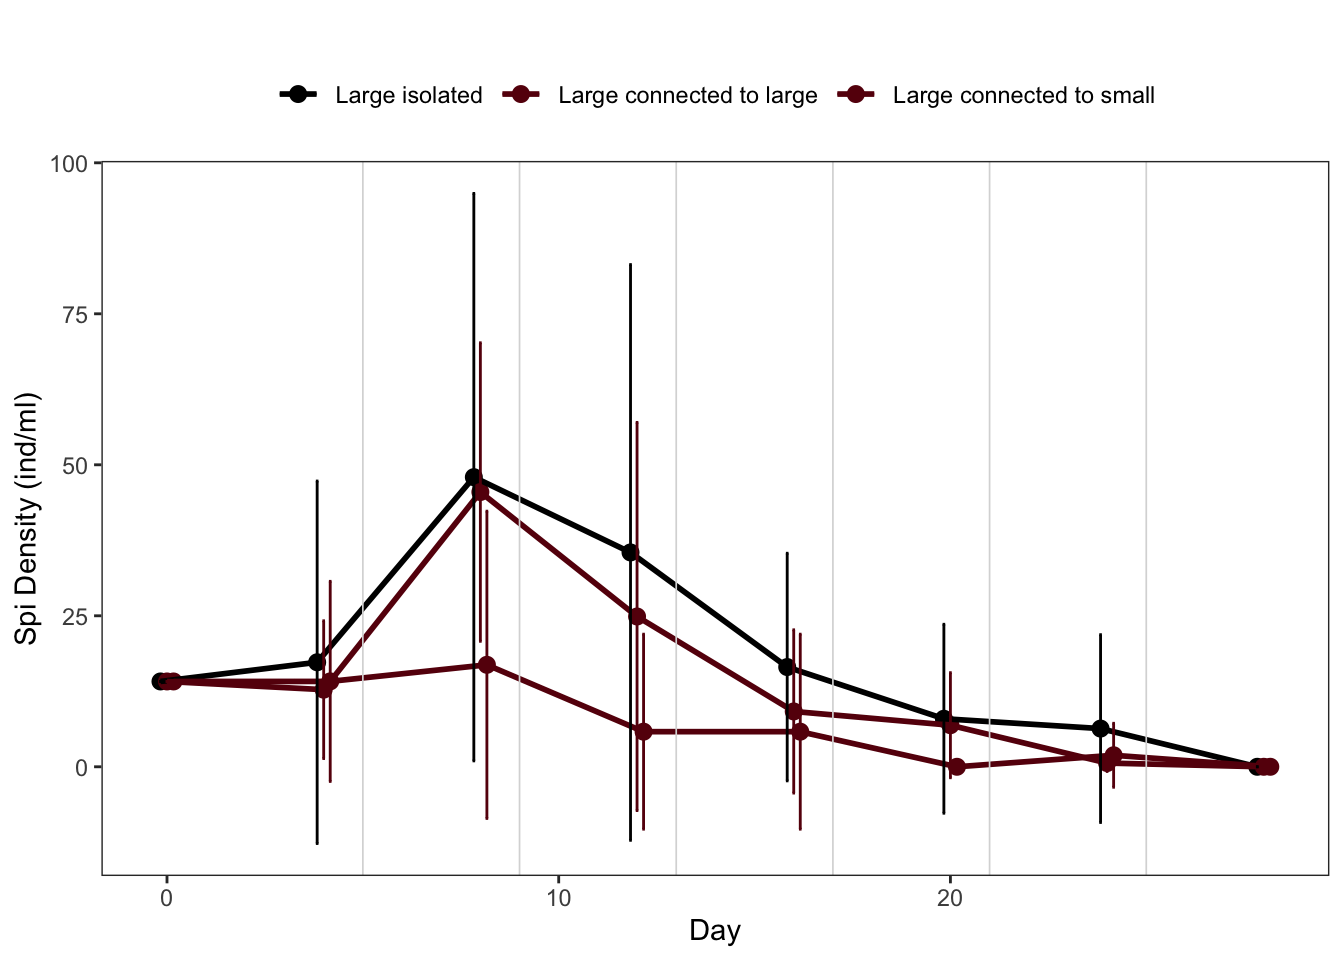 Large isolated Large connected to large Large connected to small
100
75
50
25
0
Spi Density (ind/ml)
0 10 20
Day